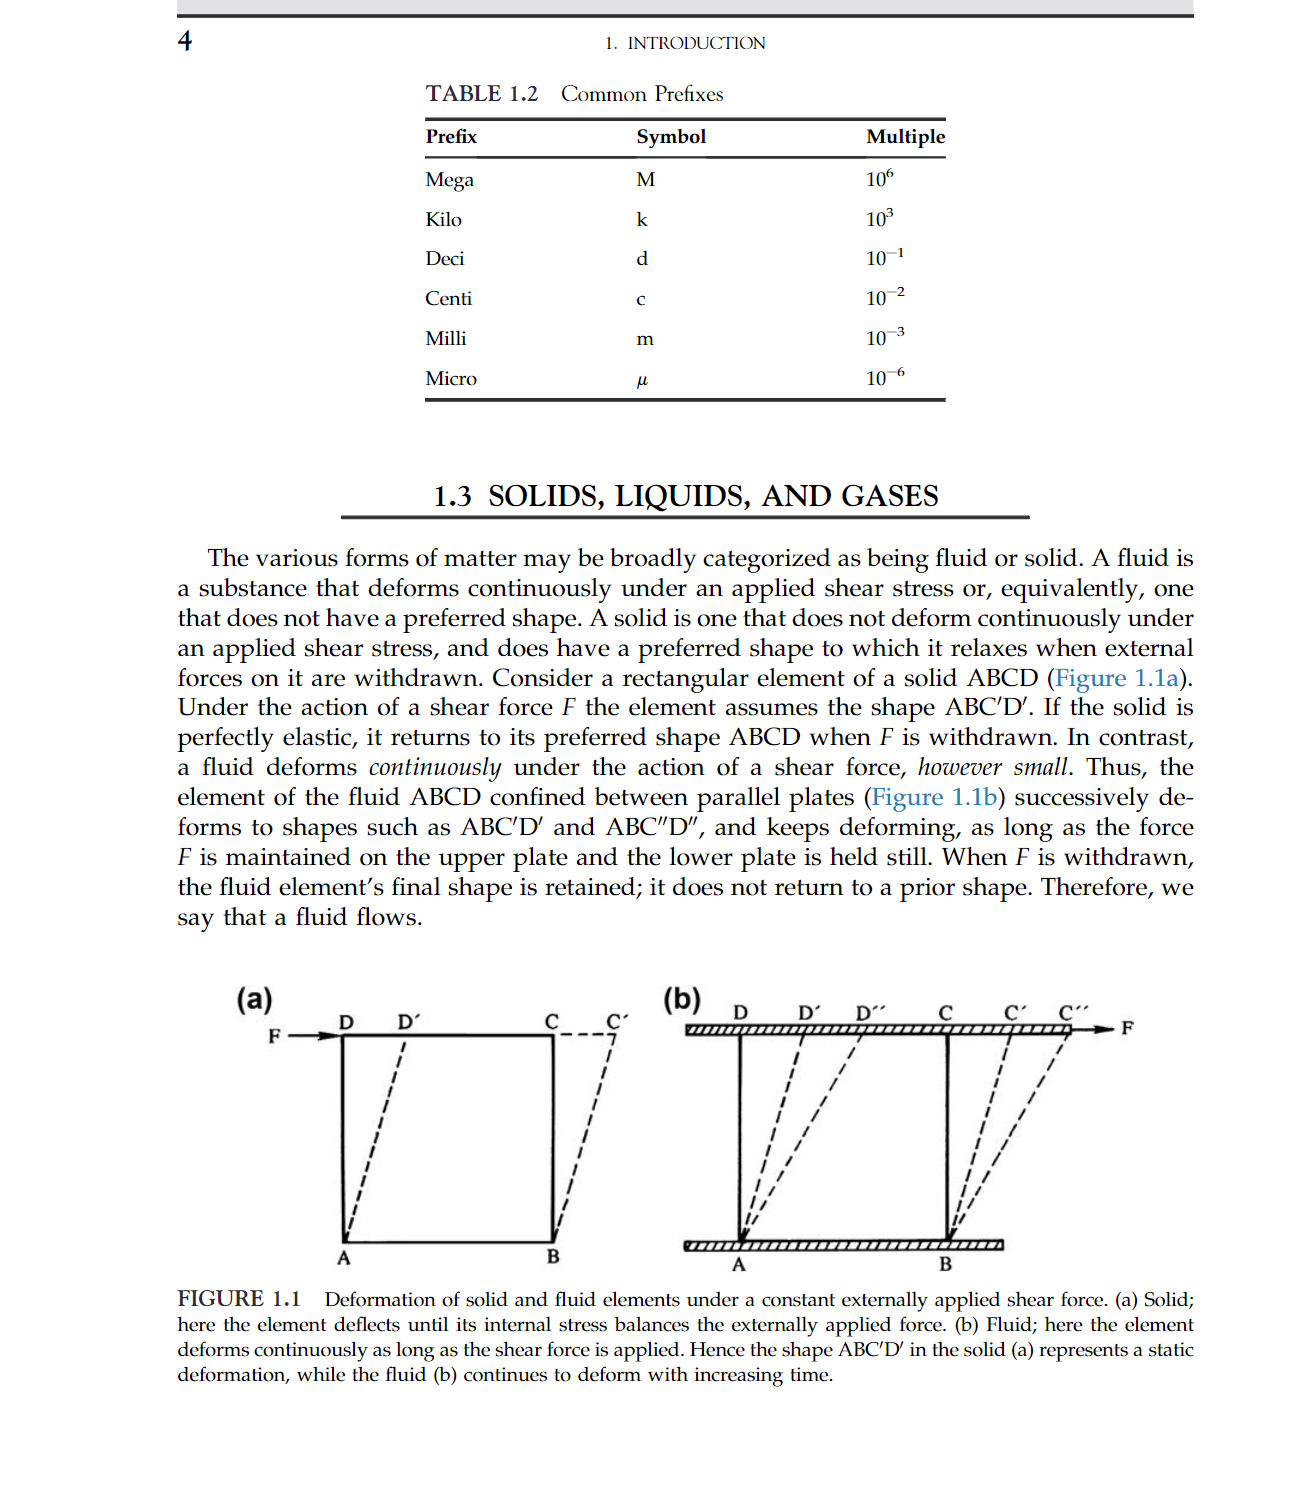 4
1. INTRODUCTION
TABLE 1.2 Common Prefixes
Prefix Symbol Multiple
Mega M 10⁶
Kilo k 10³
Deci d 10⁻¹
Centi c 10⁻²
Milli m 10⁻³
Micro μ 10⁻⁶
1.3 SOLIDS, LIQUIDS, AND GASES
The various forms of matter may be broadly categorized as being fluid or solid. A fluid is
a substance that deforms continuously under an applied shear stress or, equivalently, one
that does not have a preferred shape. A solid is one that does not deform continuously under
an applied shear stress, and does have a preferred shape to which it relaxes when external
forces on it are withdrawn. Consider a rectangular element of a solid ABCD (Figure 1.1a).
Under the action of a shear force F the element assumes the shape ABC′D′. If the solid is
perfectly elastic, it returns to its preferred shape ABCD when F is withdrawn. In contrast,
a fluid deforms continuously under the action of a shear force, however small. Thus, the
element of the fluid ABCD confined between parallel plates (Figure 1.1b) successively de-
forms to shapes such as ABC′D′ and ABC″D″, and keeps deforming, as long as the force
F is maintained on the upper plate and the lower plate is held still. When F is withdrawn,
the fluid element's final shape is retained; it does not return to a prior shape. Therefore, we
say that a fluid flows.
(a)
F D D′ C C′
A B
(b)
D D′ D′′ C C′ C′′
F
A B
FIGURE 1.1 Deformation of solid and fluid elements under a constant externally applied shear force. (a) Solid;
here the element deflects until its internal stress balances the externally applied force. (b) Fluid; here the element
deforms continuously as long as the shear force is applied. Hence the shape ABC′D′ in the solid (a) represents a static
deformation, while the fluid (b) continues to deform with increasing time.